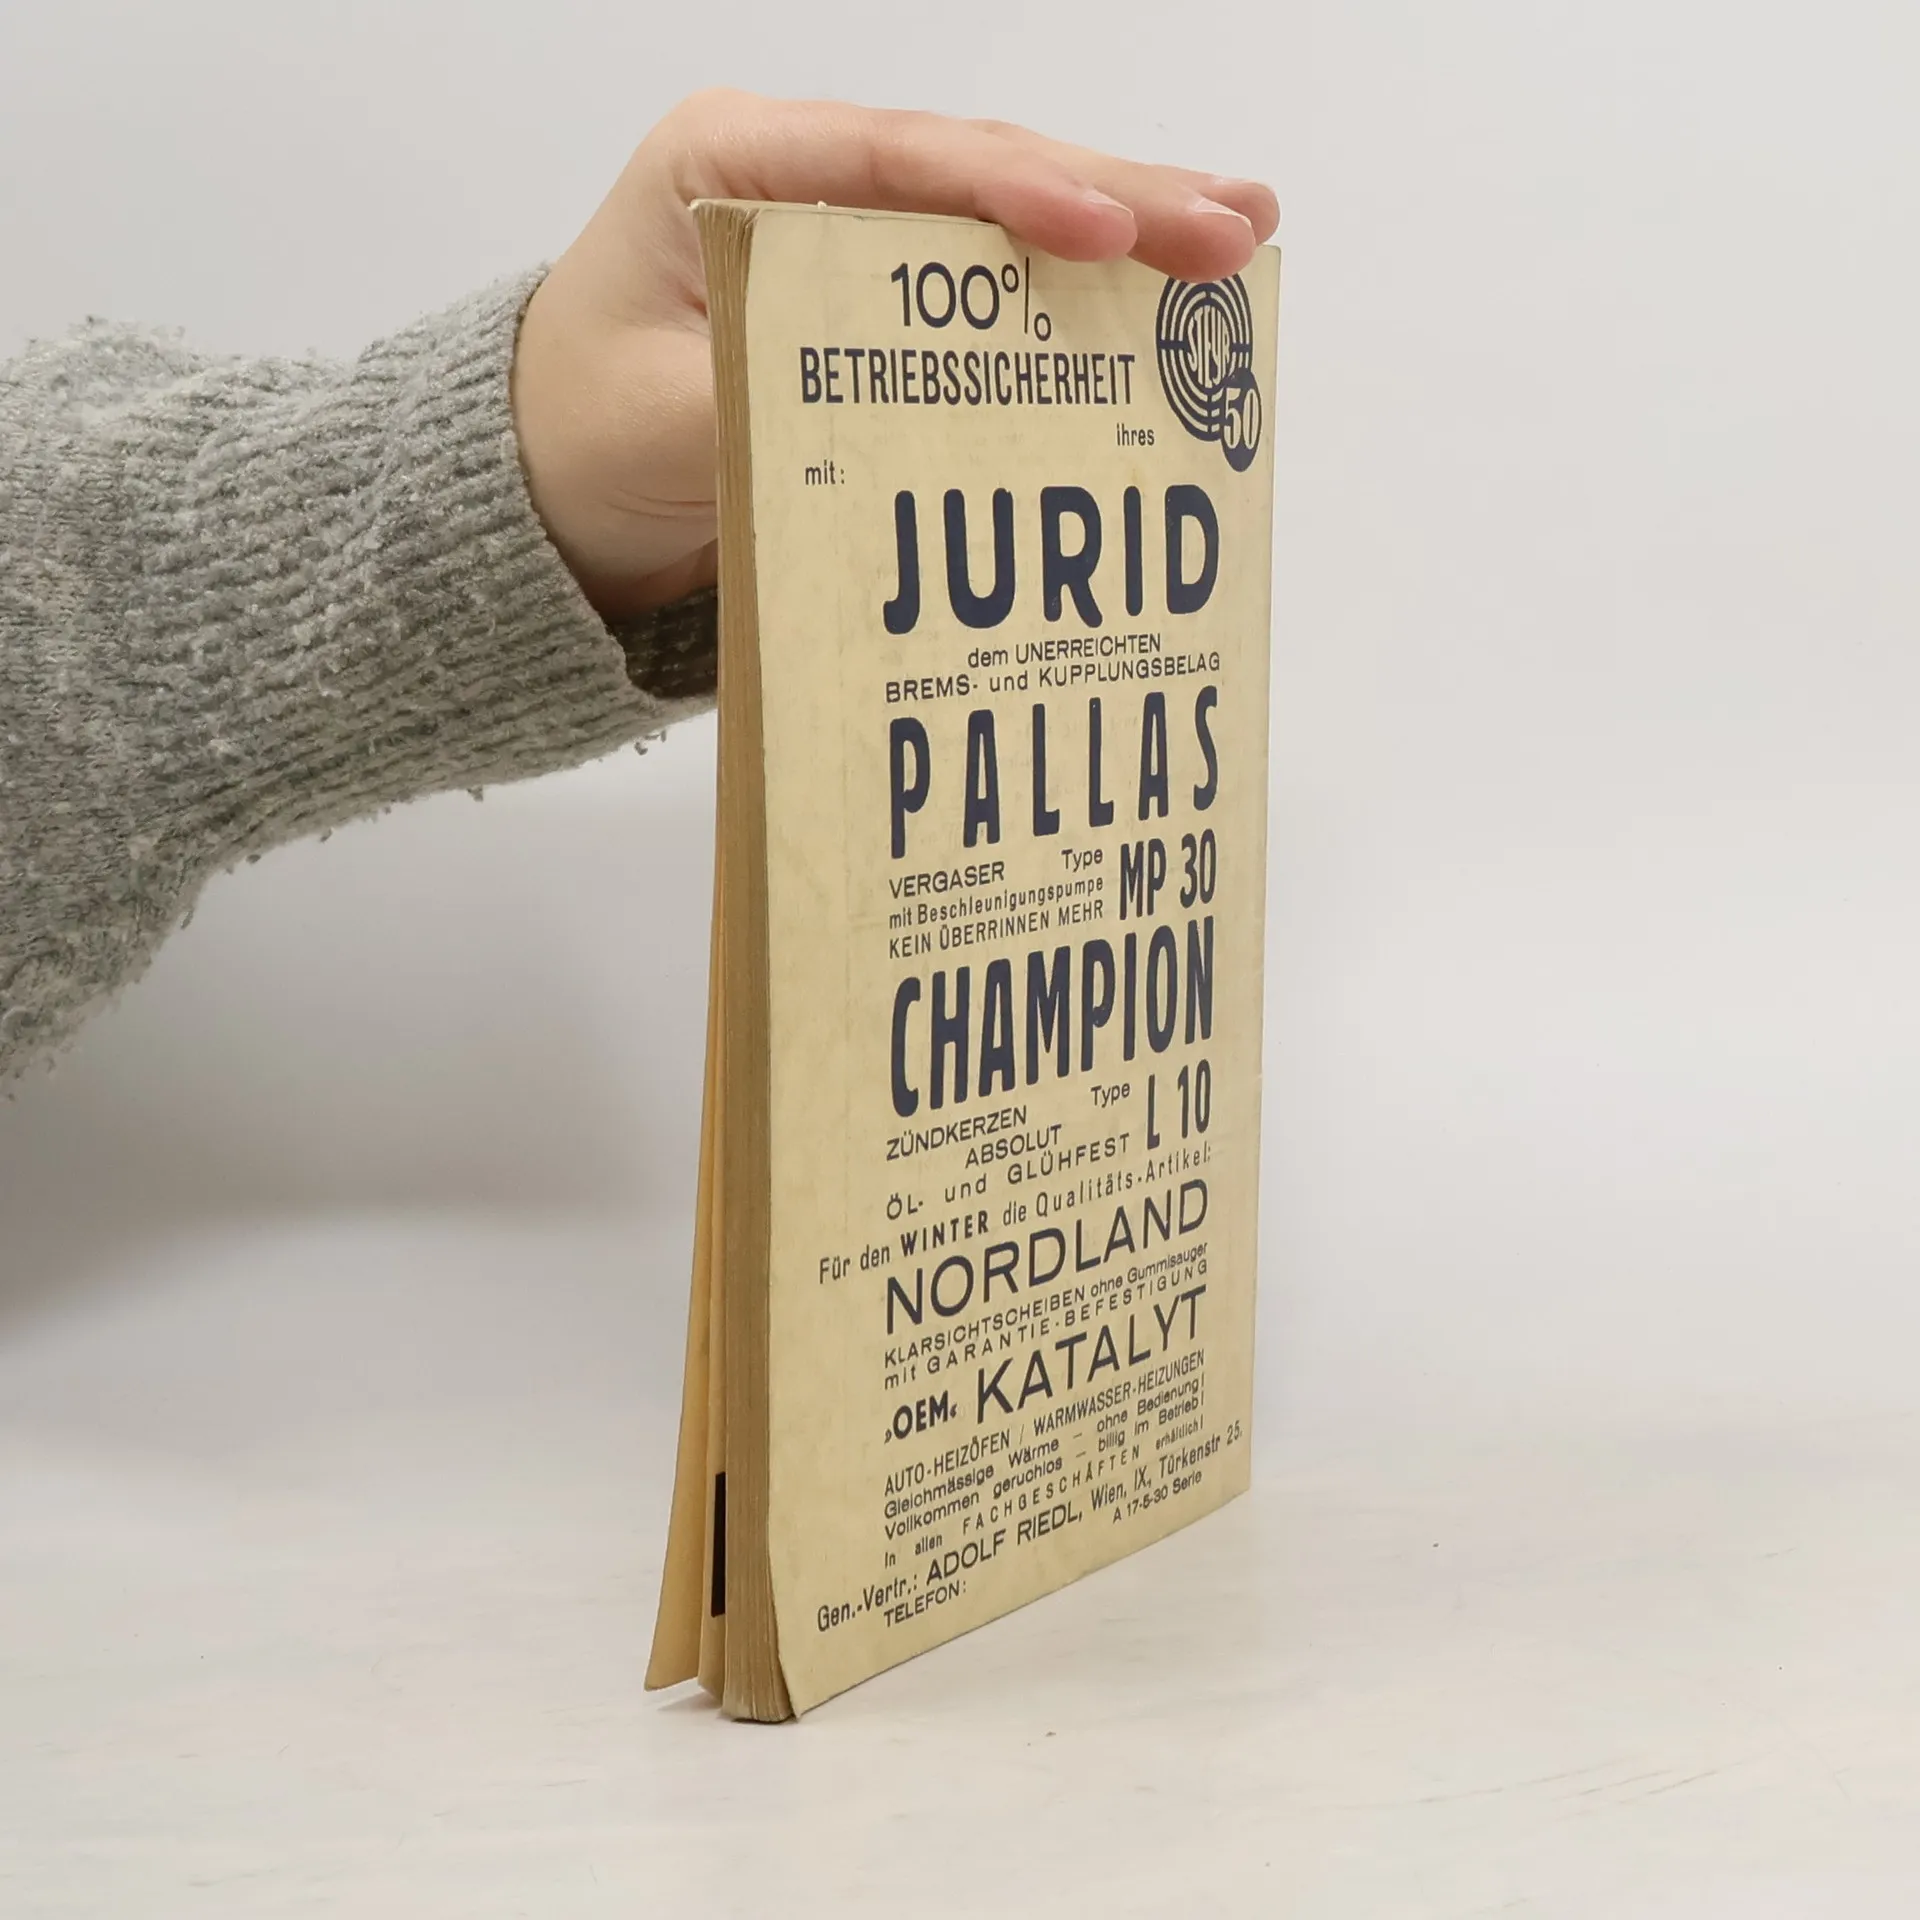 100%
BETRIEBSSICHERHEIT
ihres
STEYR
50
mit:
JURID
dem UNERREICHTEN
BREMS- und KUPPLUNGSBELAG
PALLAS
VERGASER Type MP 30
mit Beschleunigungspumpe
KEIN ÜBERRINNEN MEHR
CHAMPION
ZÜNDKERZEN Type L 10
ABSOLUT
ÖL- und GLÜHFEST
Für den WINTER die Qualitäts-Artikel:
NORDLAND
KLARSICHTSCHEIBEN ohne Gummisauger
mit GARANTIE-BEFESTIGUNG
„OEM“ KATALYT
AUTO-HEIZÖFEN / WARMWASSER-HEIZUNGEN
Gleichmässige Wärme — ohne Bedienung!
Vollkommen geruchlos — billig im Betrieb!
In allen FACHGESCHÄFTEN erhältlich!
Gen.-Vertr.: ADOLF RIEDL, Wien, IX., Türkenstr 25.
TELEFON: A 17-5-30 Serie